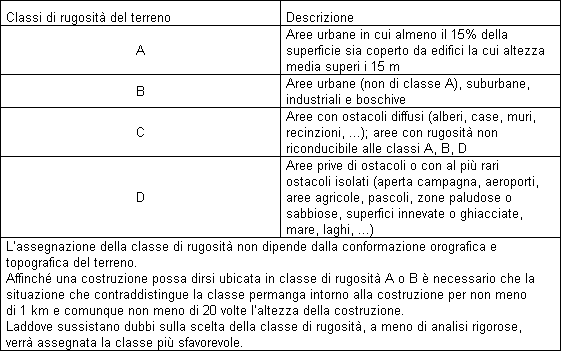 Classi di rugosità del terreno
Descrizione
A
Aree urbane in cui almeno il 15% della
superficie sia coperto da edifici la cui altezza
media superi i 15 m
B
Aree urbane (non di classe A), suburbane,
industriali e boschive
C
Aree con ostacoli diffusi (alberi, case, muri,
recinzioni, ...); aree con rugosità non
riconducibile alle classi A, B, D
D
Aree prive di ostacoli o con al più rari
ostacoli isolati (aperta campagna, aeroporti,
aree agricole, pascoli, zone paludose o
sabbiose, superfici innevate o ghiacciate,
mare, laghi, ...)
L'assegnazione della classe di rugosità non dipende dalla conformazione orografica e
topografica del terreno.
Affinché una costruzione possa dirsi ubicata in classe di rugosità A o B è necessario che la
situazione che contraddistingue la classe permanga intorno alla costruzione per non meno
di 1 km e comunque non meno di 20 volte l'altezza della costruzione.
Laddove sussistano dubbi sulla scelta della classe di rugosità, a meno di analisi rigorose,
verrà assegnata la classe più sfavorevole.